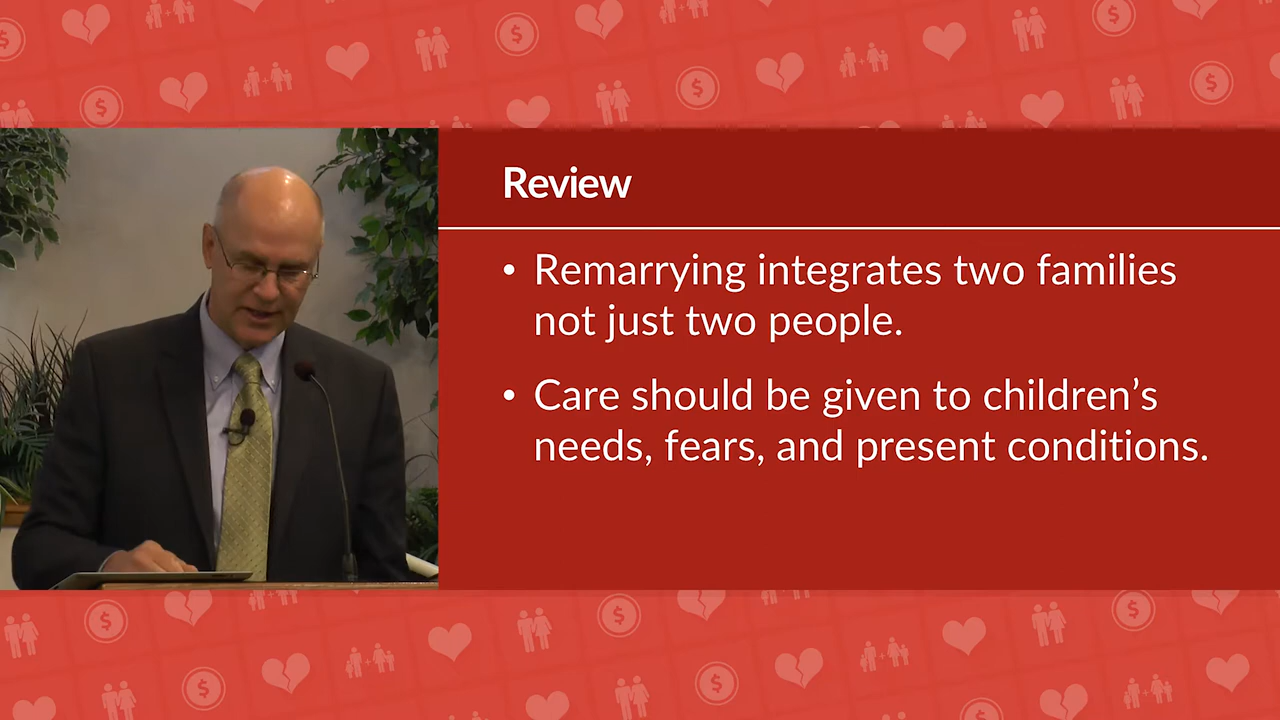 Review
• Remarrying integrates two families
not just two people.
• Care should be given to children’s
needs, fears, and present conditions.